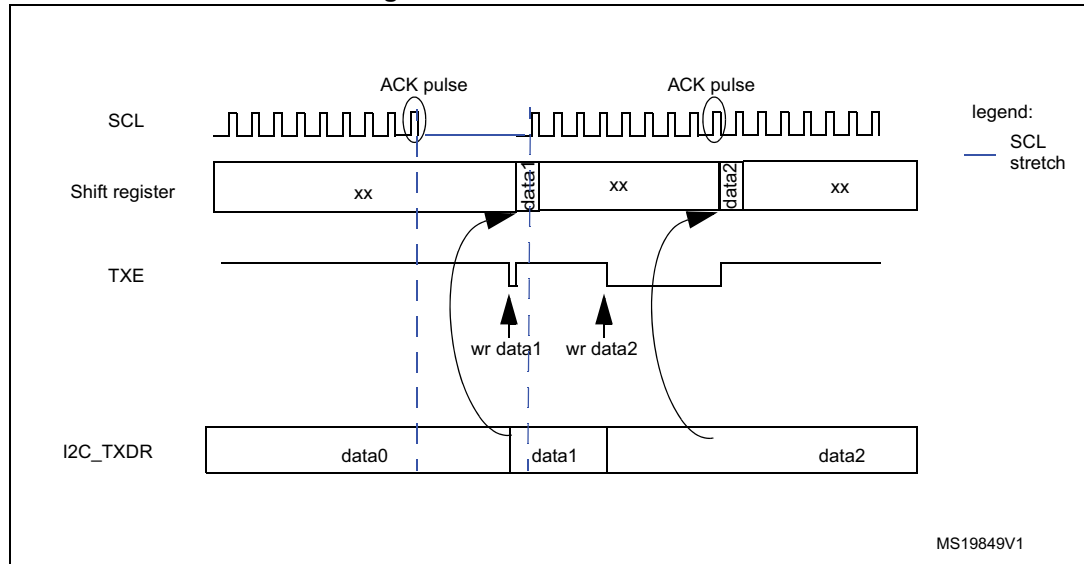 ACK pulse
ACK pulse
SCL
legend:
SCL
stretch
Shift register
xx
data1
xx
data2
xx
TXE
wr data1
wr data2
I2C_TXDR
data0
data1
data2
MS19849V1